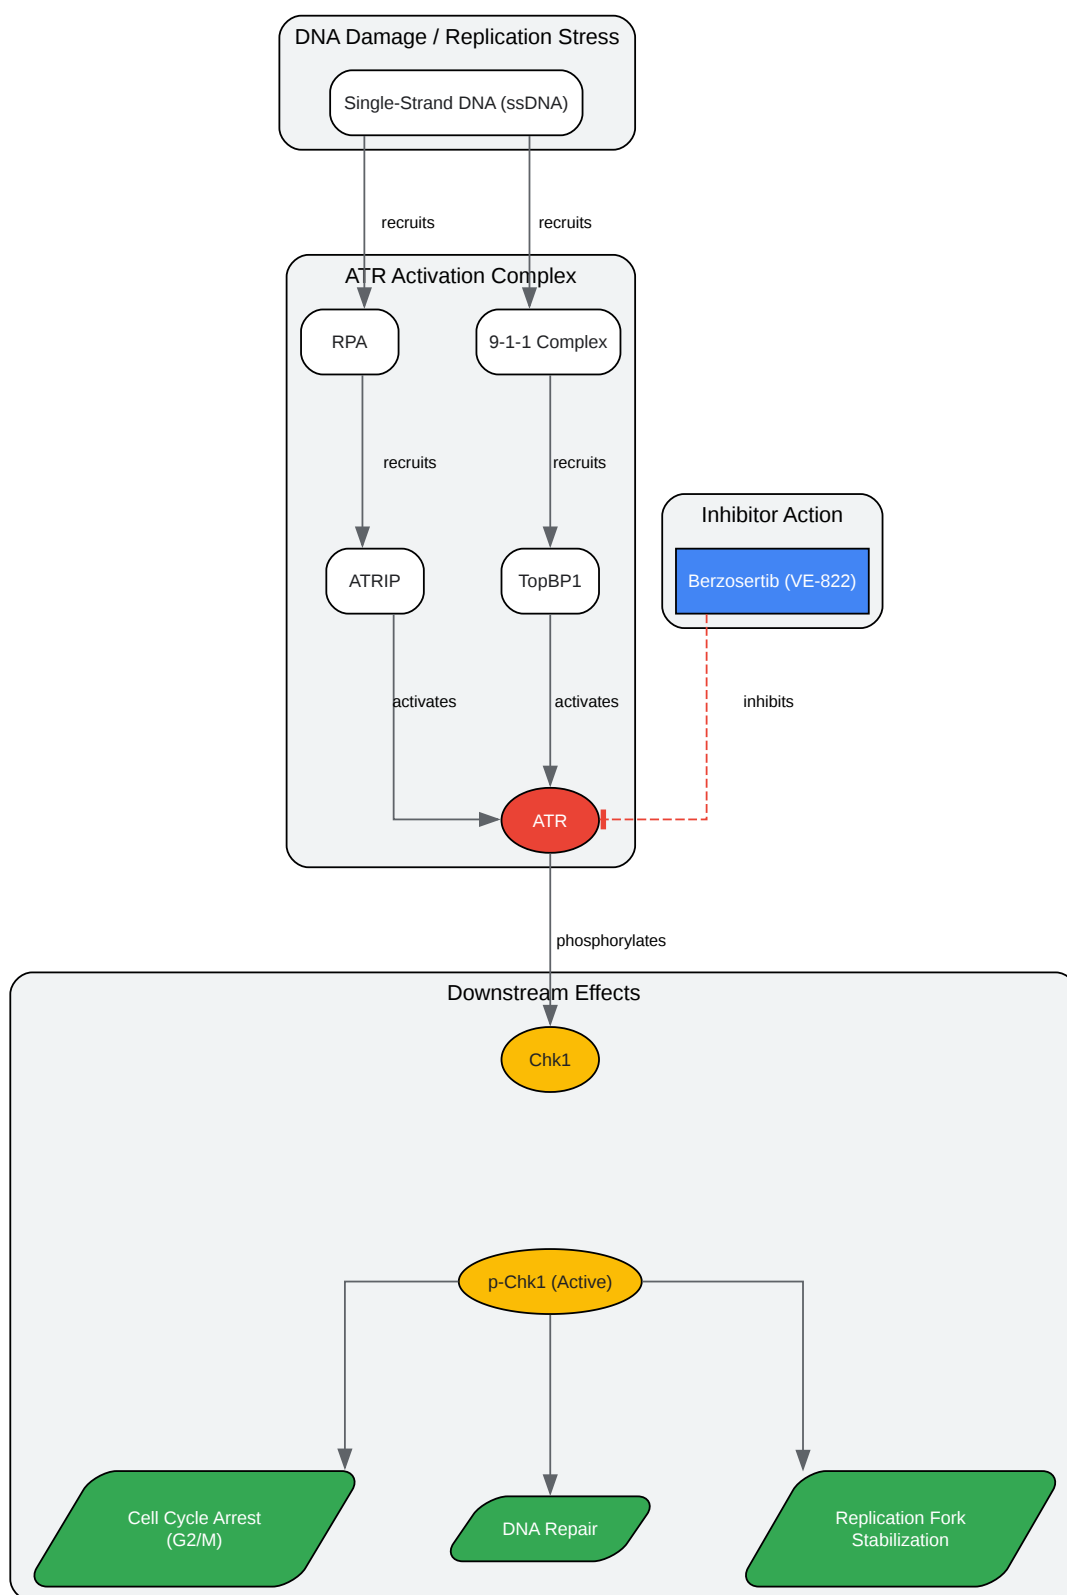 DNA Damage / Replication Stress
Single-Strand DNA (ssDNA)
recruits
recruits
ATR Activation Complex
RPA
9-1-1 Complex
recruits
recruits
Inhibitor Action
ATRIP
TopBP1
Berzosertib (VE-822)
activates
activates
inhibits
ATR
phosphorylates
Downstream Effects
Chk1
p-Chk1 (Active)
Cell Cycle Arrest
(G2/M)
DNA Repair
Replication Fork
Stabilization